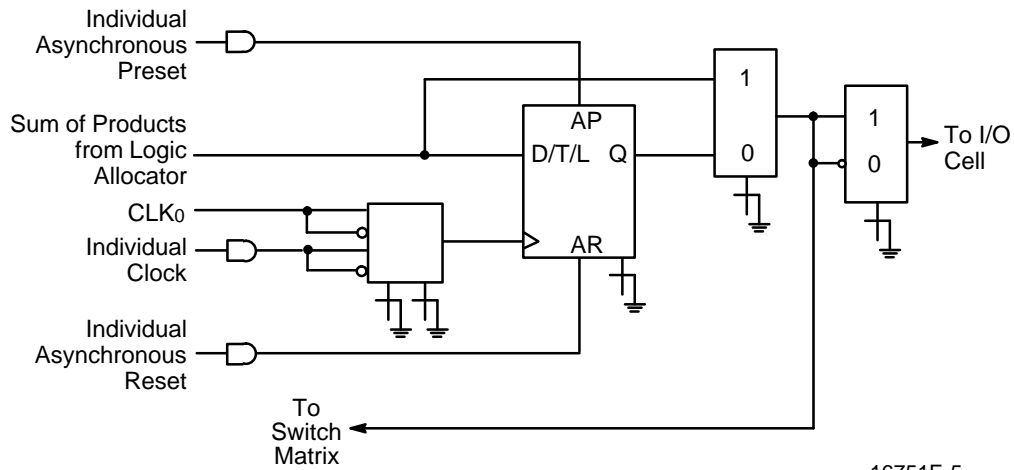 Individual
Asynchronous
Preset
Sum of Products
from Logic
Allocator
CLK0
Individual
Clock
Individual
Asynchronous
Reset
AP
D/T/L Q
AR
1
0
1
0
To I/O
Cell
To
Switch
Matrix